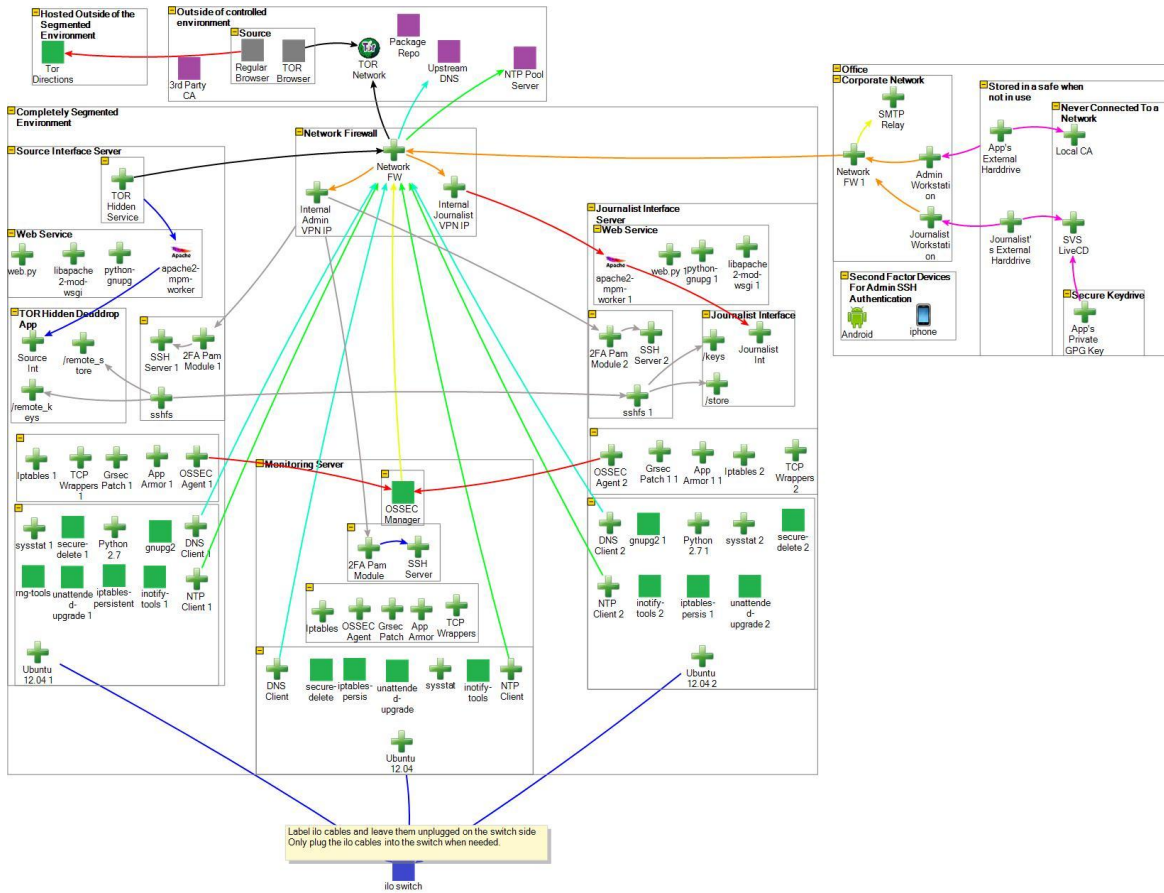 Hosted Outside of the
Segmented
Environment
Tor
Directions
Outside of controlled
environment
Source
Regular
Browser
TOR
Browser
3rd Party
CA
Tor
TOR
Network
Package
Repo
Upstream
DNS
NTP Pool
Server
Completely Segmented
Environment
Network Firewall
Network
FW
Internal
Admin
VPN IP
Internal
Journalist
VPN IP
Source Interface Server
TOR
Hidden
Service
Web Service
web.py
libapache
2-mod-
wsgi
python-
gnupg
Apache
apache2-
mpm-
worker
TOR Hidden Deaddrop
App
Source
Int
/remote_s
tore
/remote_k
eys
SSH
Server 1
2FA Pam
Module 1
sshfs
Iptables 1
TCP
Wrappers
1
Grsec
Patch 1
App
Armor 1
OSSEC
Agent 1
sysstat 1
secure-
delete 1
Python
2.7
gnupg2
DNS
Client 1
rng-tools
unattende
d-upgrade 1
iptables-
persistent
inotify-
tools 1
NTP
Client 1
Ubuntu
12.04 1
Monitoring Server
OSSEC
Manager
2FA Pam
Module
SSH
Server
Iptables
OSSEC
Agent
Grsec
Patch
App
Armor
TCP
Wrappers
DNS
Client
secure-
delete
iptables-
persis
unattende
d-upgrade
sysstat
inotify-
tools
NTP
Client
Ubuntu
12.04
Journalist Interface
Server
Web Service
Apache
apache2-
mpm-
worker 1
web.py 1
python-
gnupg 1
libapache
2-mod-
wsgi 1
2FA Pam
Module 2
SSH
Server 2
sshfs 1
Journalist Interface
/keys
Journalist
Int
/store
OSSEC
Agent 2
Grsec
Patch 1 1
App
Armor 1 1
Iptables 2
TCP
Wrappers
2
DNS
Client 2
gnupg2 1
Python
2.7 1
sysstat 2
secure-
delete 2
NTP
Client 2
inotify-
tools 2
iptables-
persis 1
unattende
d-upgrade 2
Ubuntu
12.04 2
Office
Corporate Network
SMTP
Relay
Network
FW 1
Admin
Workstati
on
Journalist
Workstati
on
Second Factor Devices
For Admin SSH
Authentication
Android
iphone
Stored in a safe when
not in use
App's
External
Harddrive
Journalist'
s External
Harddrive
Never Connected To a
Network
Local CA
SVS
LiveCD
Secure Keydrive
App's
Private
GPG Key
Label ilo cables and leave them unplugged on the switch side
Only plug the ilo cables into the switch when needed.
ilo switch